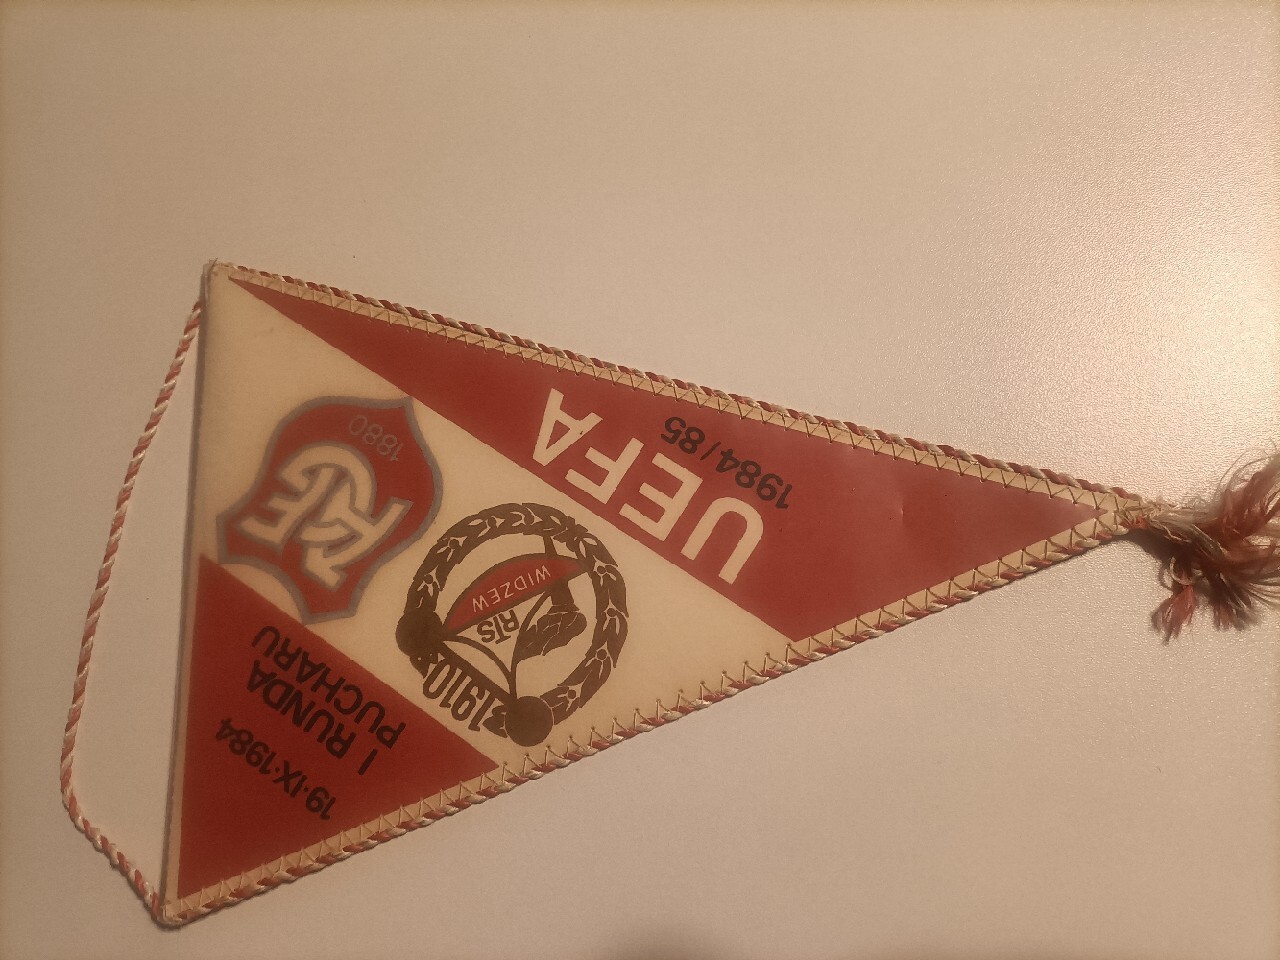 19·IX·1984
I RUNDA
PUCHARU
1880
1910
RTS
WIDZEW
UEFA
1984/85